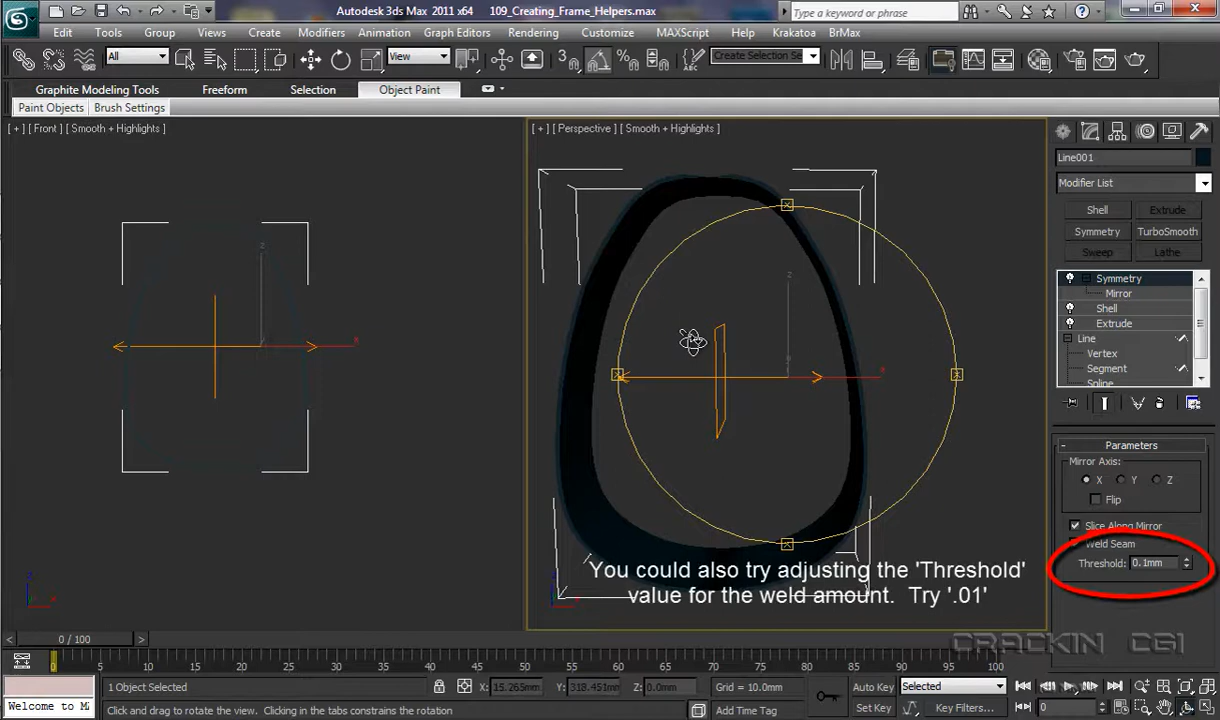 Autodesk 3ds Max 2011 x64    109_Creating_Frame_Helpers.max
Type a keyword or phrase
Edit Tools Group Views Create Modifiers Animation Graph Editors Rendering Customize MAXScript Help Krakatoa BrMax
All View Create Selection Se
Graphite Modeling Tools Freeform Selection Object Paint
Paint Objects Brush Settings
[ + ] [ Front ] [ Smooth + Highlights ]
[ + ] [ Perspective ] [ Smooth + Highlights ]
Line001
Modifier List
Shell Extrude
Symmetry TurboSmooth
Sweep Lathe
Symmetry
Mirror
Shell
Extrude
Line
Vertex
Segment
Spline
Parameters
Mirror Axis:
X Y Z
Flip
Slice Along Mirror
Weld Seam
Threshold: 0.1mm
z
x
z
x
You could also try adjusting the 'Threshold'
value for the weld amount. Try '.01'
CRACKIN CGI
0 / 100
0 5 10 15 20 25 30 35 40 45 50 55 60 65 70 75 80 85 90 95 100
1 Object Selected X: 15.265mm Y: 318.451mm Z: 0.0mm Grid = 10.0mm Auto Key Selected
Welcome to MA Click and drag to rotate the view. Clicking in the tabs constrains the rotation Add Time Tag Set Key Key Filters... 0